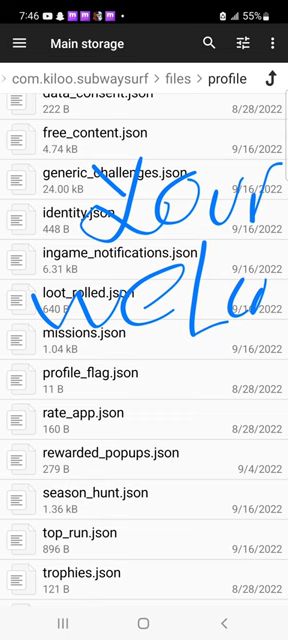 7:46
55%
Main storage
com.kiloo.subwaysurf › files › profile
data_consent.json
222 B 8/28/2022
free_content.json
4.74 kB 9/16/2022
generic_challenges.json
24.00 kB 9/16/2022
identity.json
448 B 9/16/2022
ingame_notifications.json
6.31 kB 9/16/2022
loot_rolled.json
640 B 9/16/2022
missions.json
1.04 kB 9/16/2022
profile_flag.json
11 B 8/28/2022
rate_app.json
160 B 8/28/2022
rewarded_popups.json
279 B 9/4/2022
season_hunt.json
1.36 kB 9/16/2022
top_run.json
896 B 9/16/2022
trophies.json
121 B 8/28/2022
your
welc